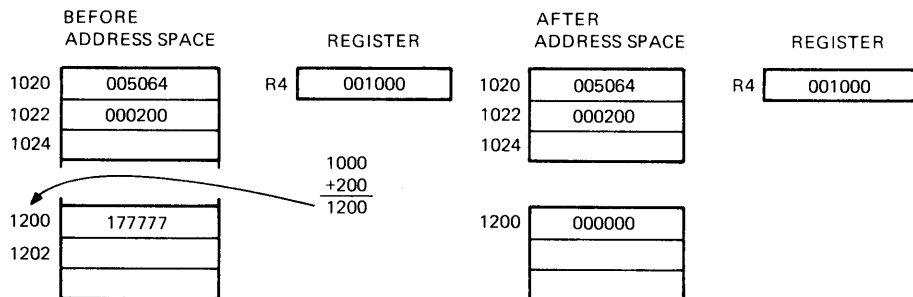 BEFORE
ADDRESS SPACE
REGISTER
1020 005064
R4 001000
1022 000200
1024
1000
+200
1200
1200 177777
1202
AFTER
ADDRESS SPACE
REGISTER
1020 005064
R4 001000
1022 000200
1024
1200 000000